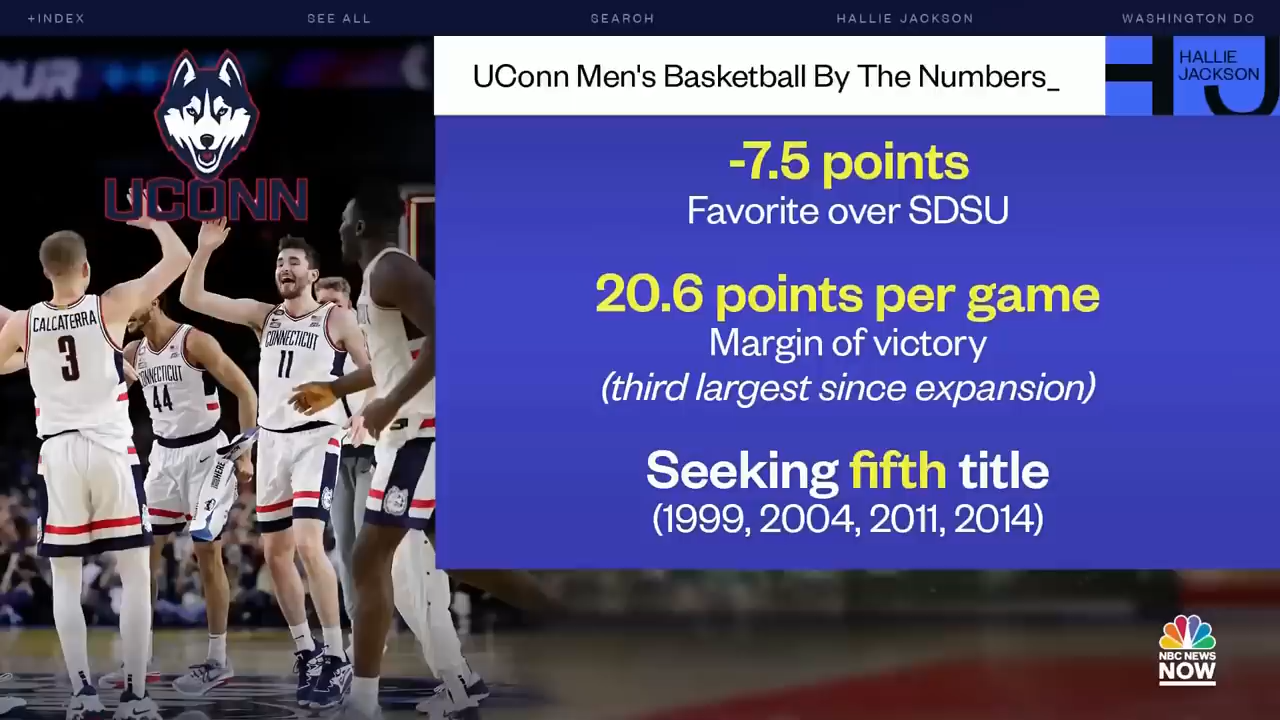 +INDEX
SEE ALL
SEARCH
HALLIE JACKSON
WASHINGTON DC
OUR
UCONN
UConn Men's Basketball By The Numbers_
HALLIE
JACKSON
-7.5 points
Favorite over SDSU
20.6 points per game
Margin of victory
(third largest since expansion)
Seeking fifth title
(1999, 2004, 2011, 2014)
CALCATERRA
3
CONNECTICUT
44
CONNECTICUT
11
NBC NEWS
NOW